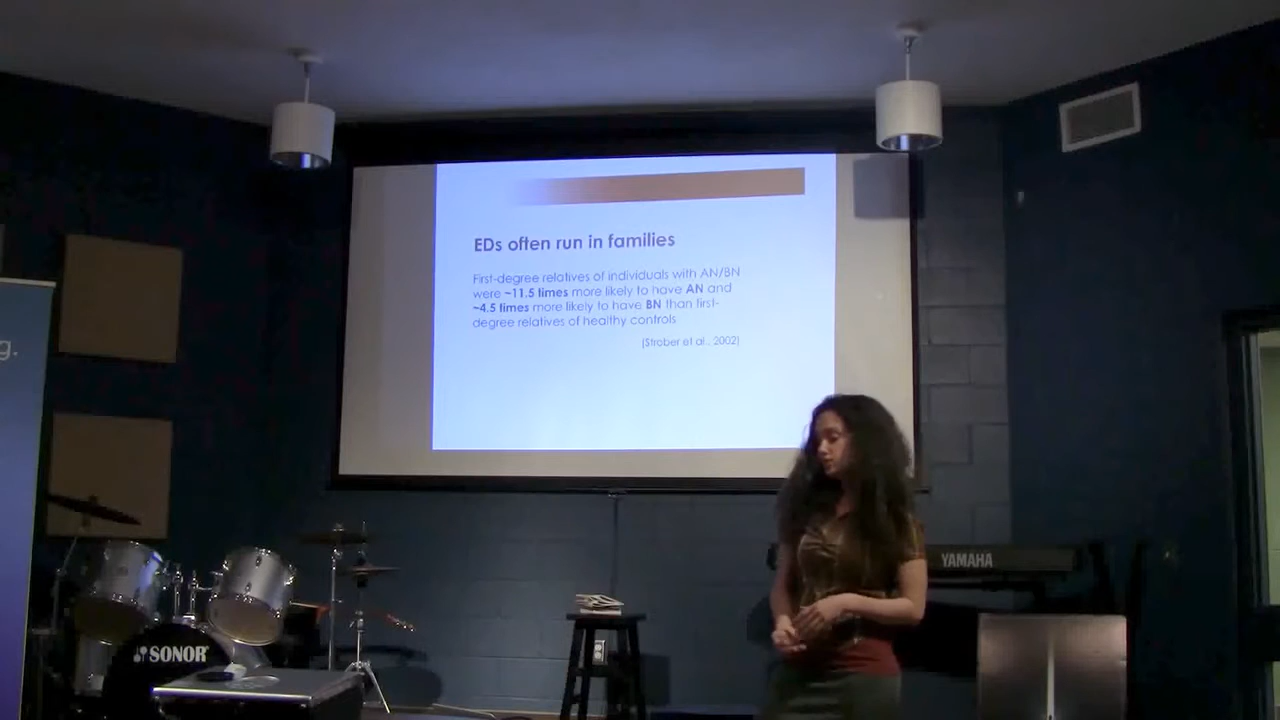 EDs often run in families
First-degree relatives of individuals with AN/BN
were ~11.5 times more likely to have AN and
~4.5 times more likely to have BN than first-
degree relatives of healthy controls
(Strober et al., 2002)
g.
YAMAHA
SONOR